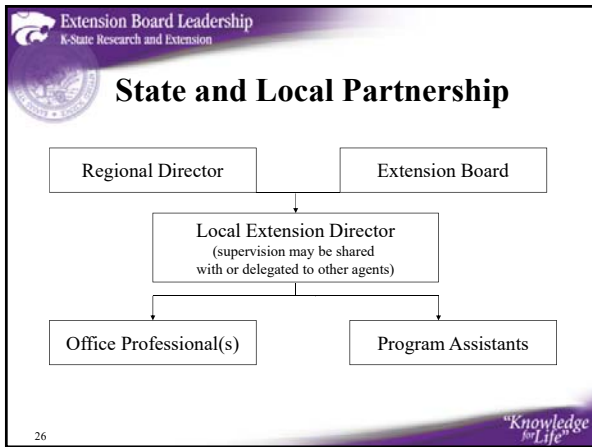 Extension Board Leadership
K-State Research and Extension
State and Local Partnership
Regional Director
Extension Board
Local Extension Director
(supervision may be shared
with or delegated to other agents)
Office Professional(s)
Program Assistants
26
"Knowledge
for Life"